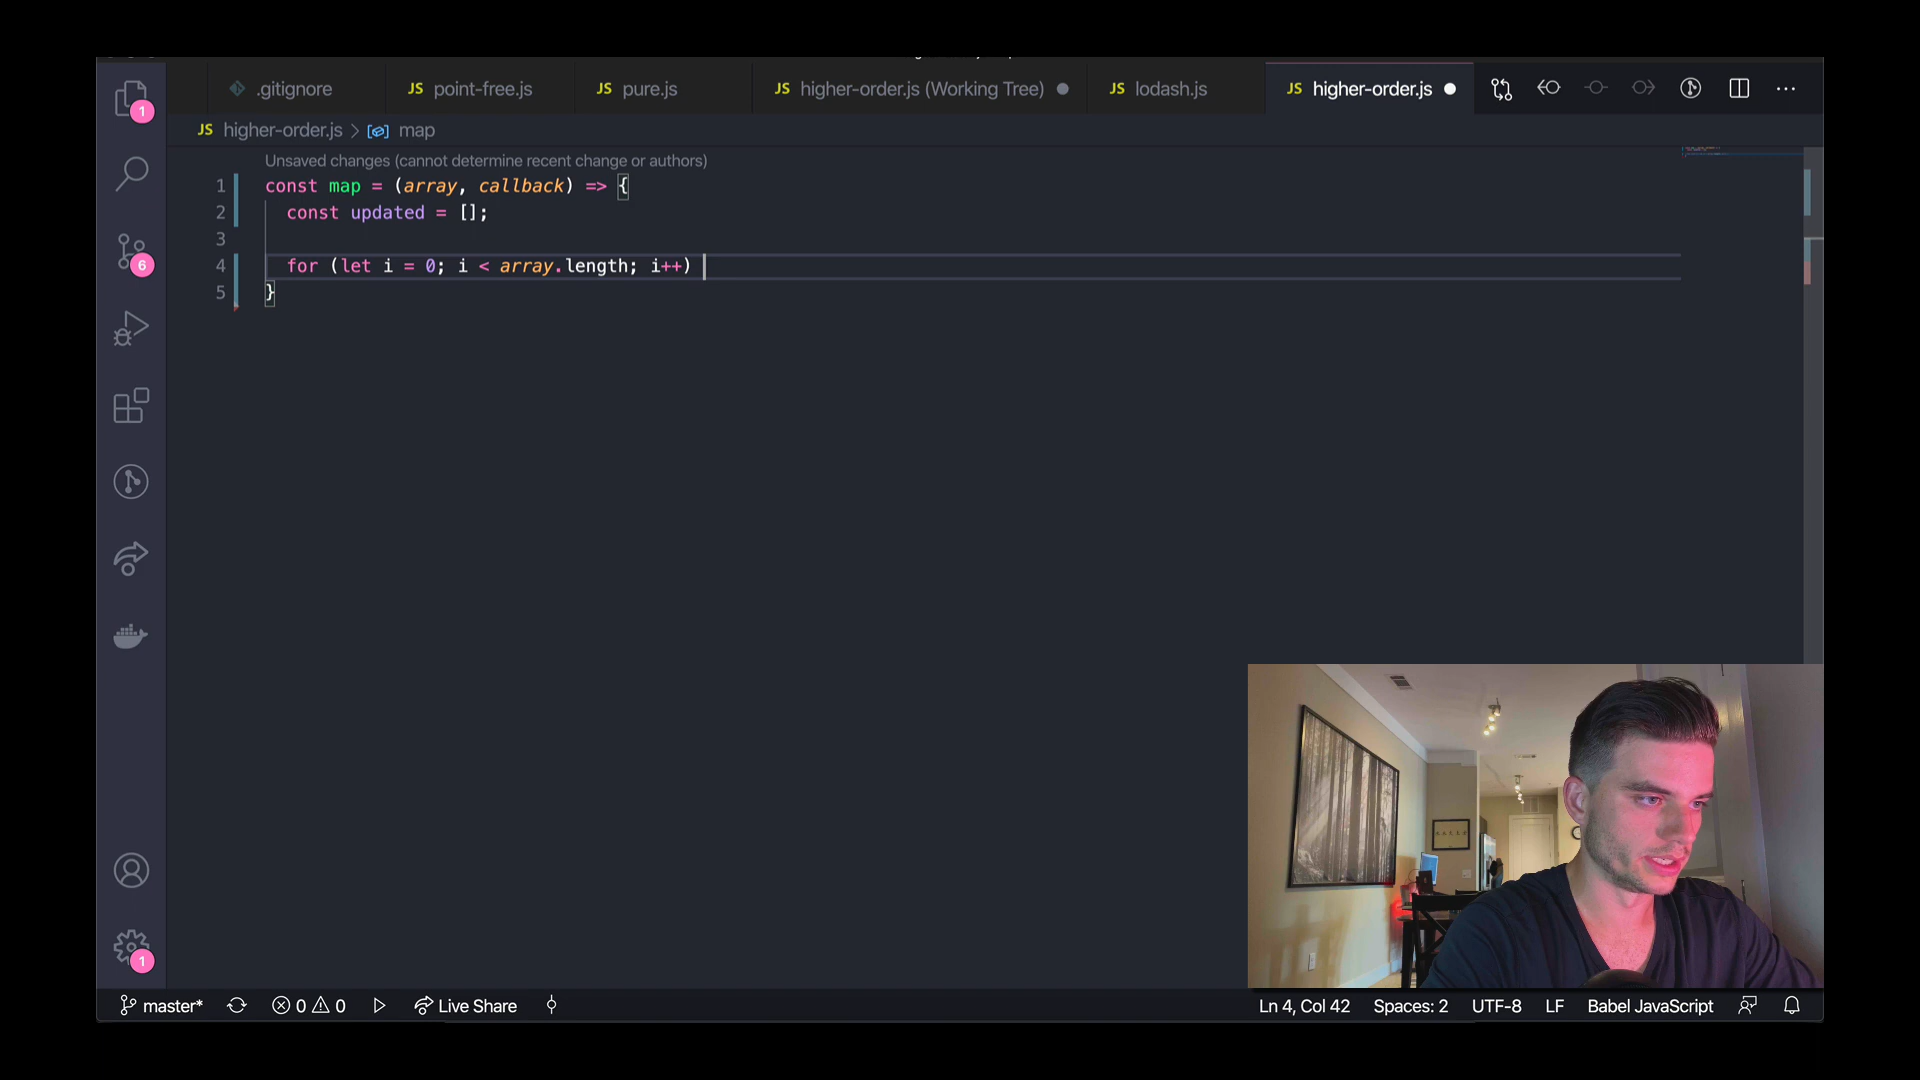 .gitignore
JS point-free.js
JS pure.js
JS higher-order.js (Working Tree)
JS lodash.js
JS higher-order.js
JS higher-order.js > map
Unsaved changes (cannot determine recent change or authors)
1 const map = (array, callback) => {
2 const updated = [];
3
4 for (let i = 0; i < array.length; i++)
5 }
1
6
1
master*
0 0
Live Share
Ln 4, Col 42
Spaces: 2
UTF-8
LF
Babel JavaScript